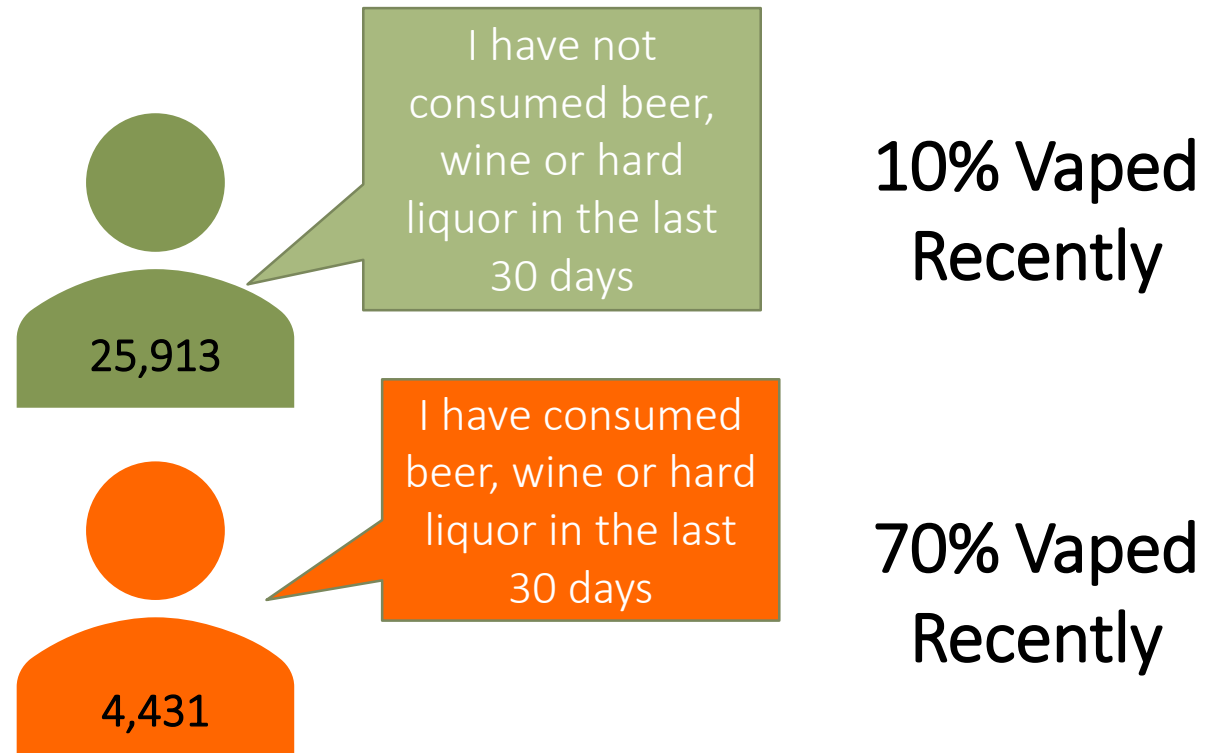 I have not
consumed beer,
wine or hard
liquor in the last
30 days
10% Vaped
Recently
25,913
I have consumed
beer, wine or hard
liquor in the last
30 days
70% Vaped
Recently
4,431